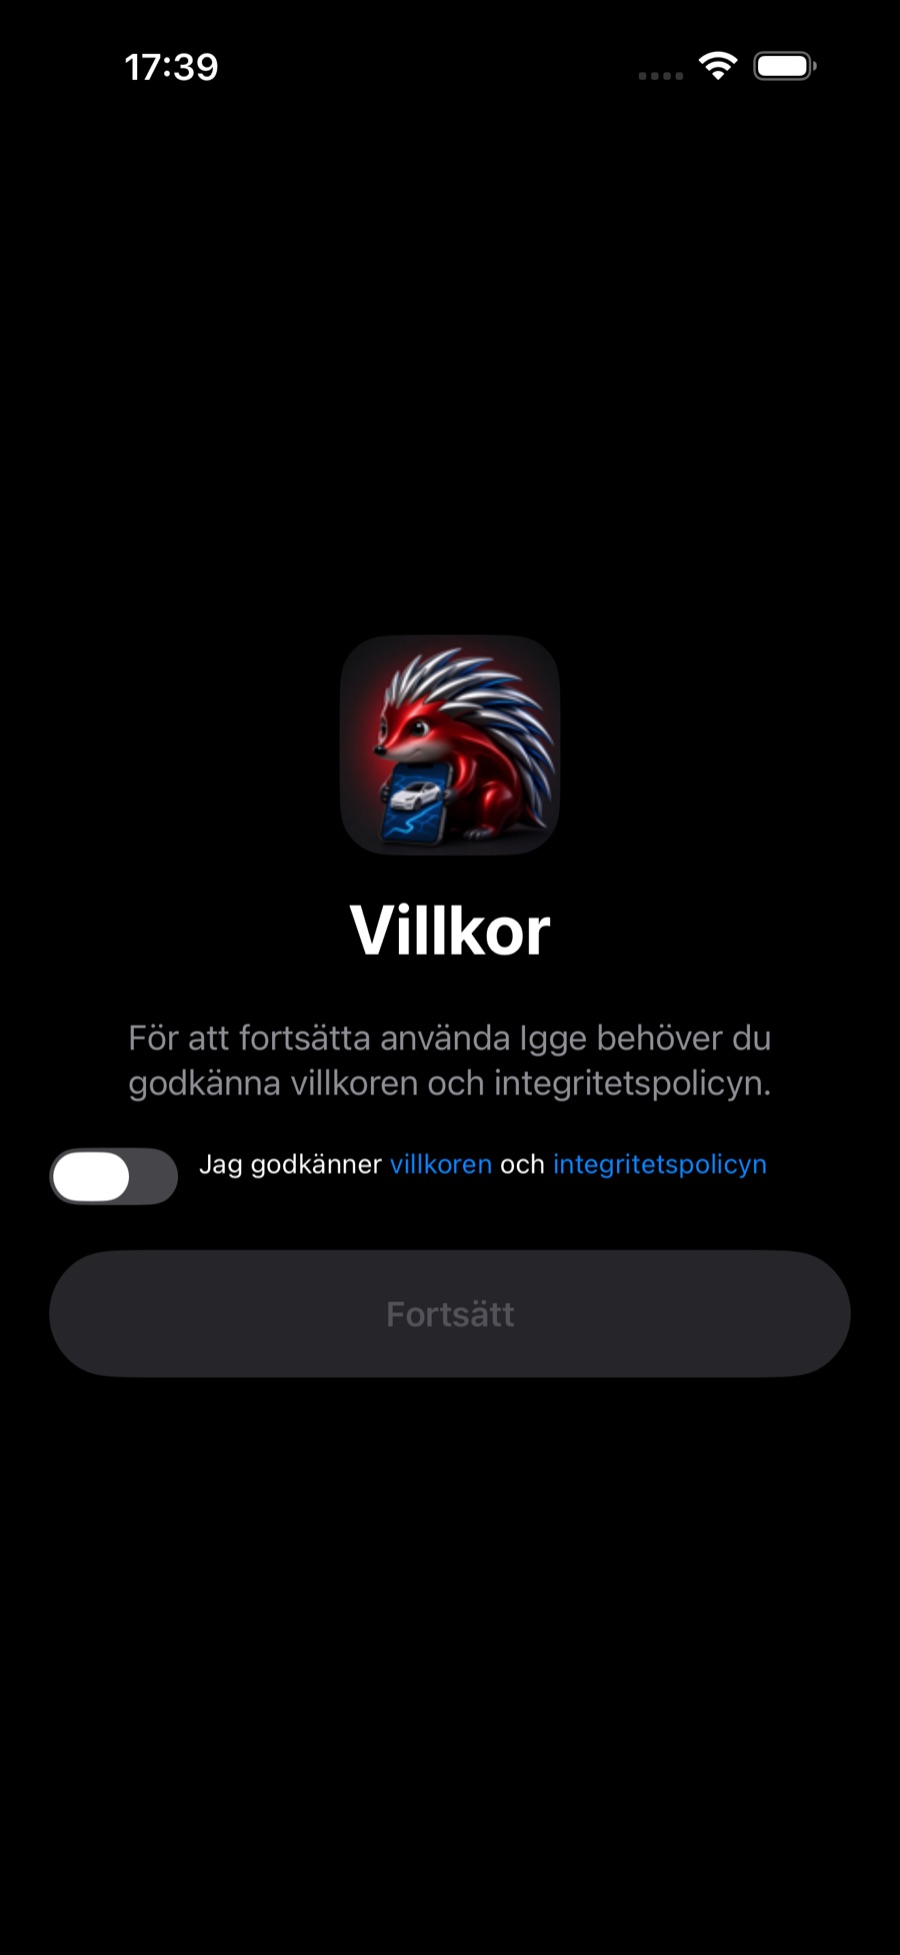 17:39
Villkor
För att fortsätta använda Igge behöver du
godkänna villkoren och integritetspolicyn.
Jag godkänner villkoren och integritetspolicyn
Fortsätt